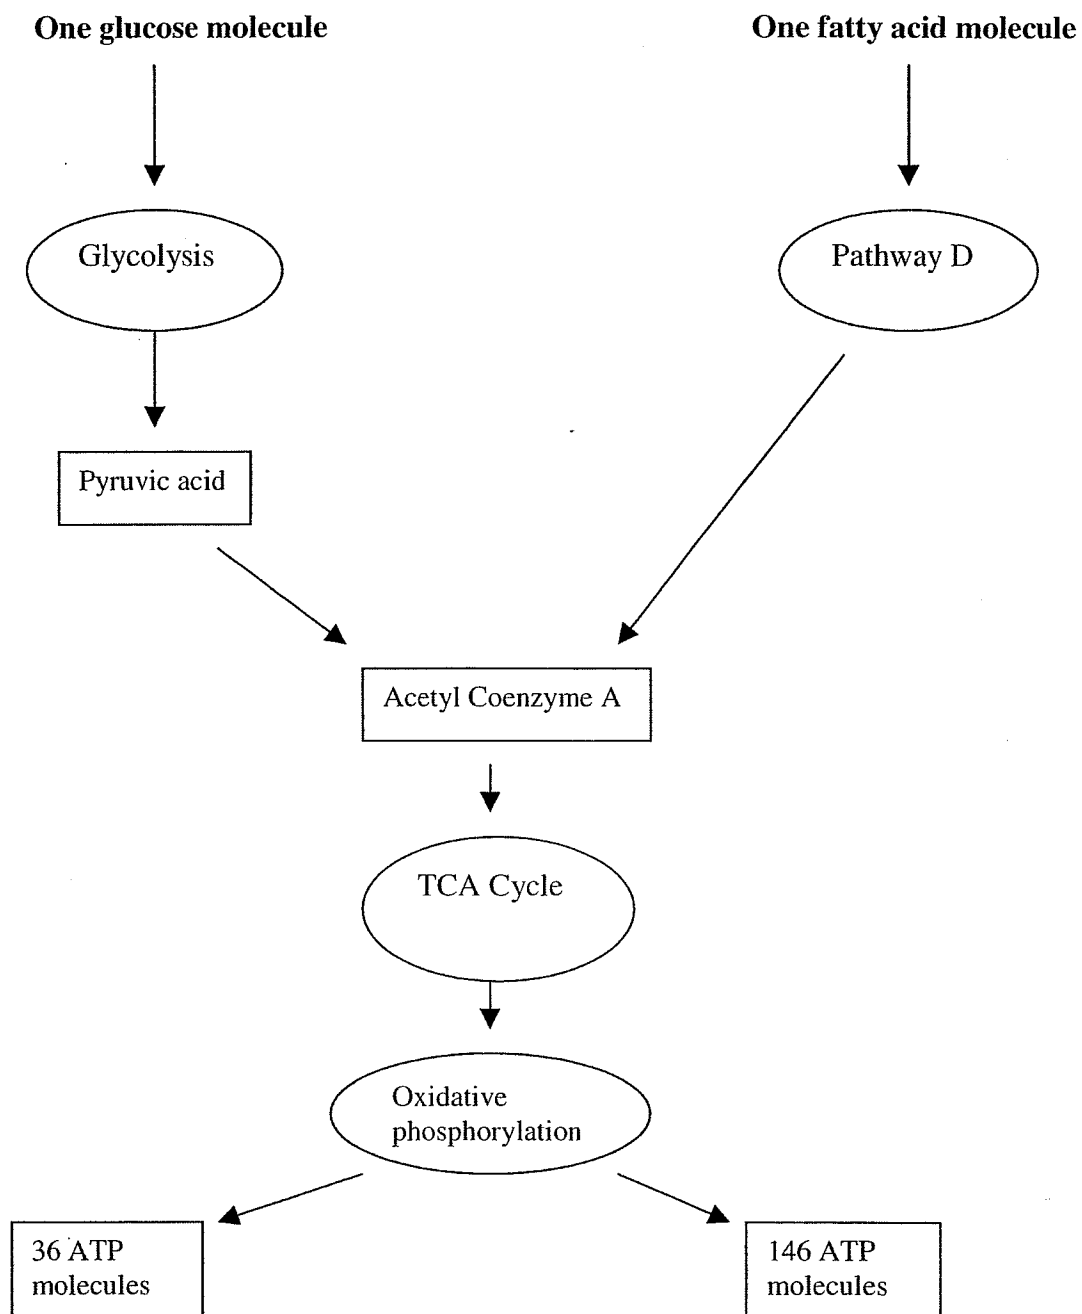 One glucose molecule
One fatty acid molecule
Glycolysis
Pathway D
Pyruvic acid
Acetyl Coenzyme A
TCA Cycle
Oxidative
phosphorylation
36 ATP
molecules
146 ATP
molecules